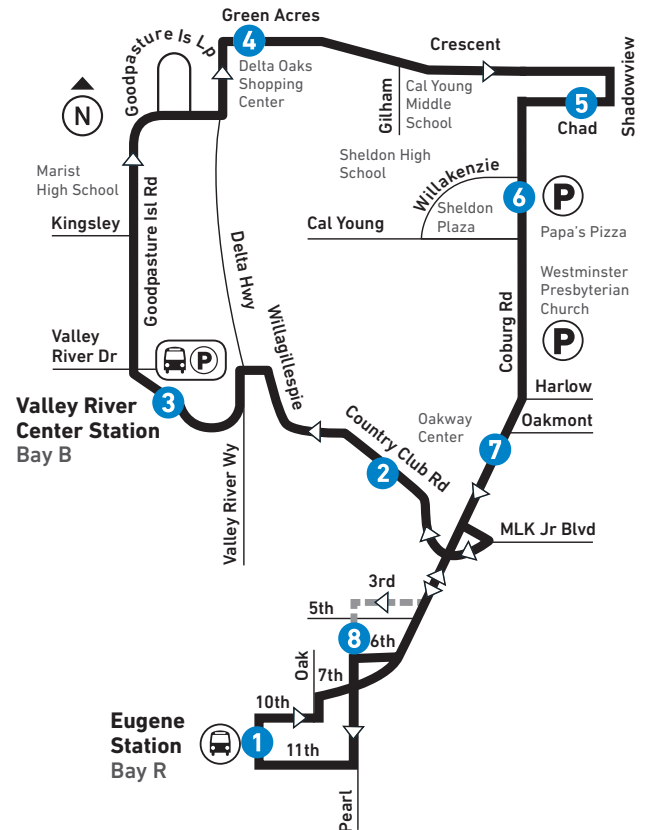 Green Acres
4
Goodpasture Is Lp
Crescent
Delta Oaks
Shopping
Center
Shadowview
Gilham
Cal Young
Middle
School
5
Chad
N
Sheldon High
School
Marist
High School
Willakenzie
6
P
Kingsley
Goodpasture Isl Rd
Sheldon
Plaza
Cal Young
Papa's Pizza
Delta Hwy
Westminster
Presbyterian
Church
P
Coburg Rd
Valley
River Dr
P
Willagillespie
3
Valley River
Center Station
Bay B
Harlow
Oakmont
Oakway
Center
7
Country Club Rd
2
Valley River Wy
MLK Jr Blvd
3rd
5th
8
6th
Oak
7th
10th
Eugene
Station
Bay R
1
11th
Pearl